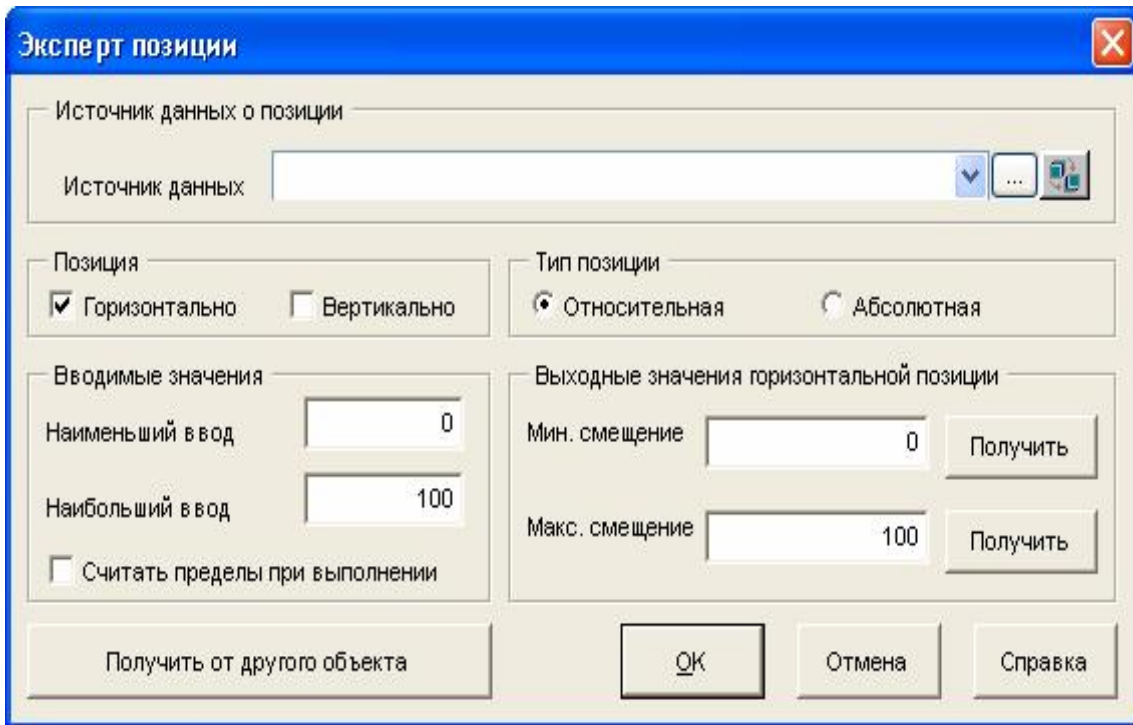 Эксперт позиции
Источник данных о позиции
Источник данных ...
Позиция
Горизонтально Вертикально
Тип позиции
Относительная Абсолютная
Вводимые значения
Наименьший ввод 0
Наибольший ввод 100
Считать пределы при выполнении
Выходные значения горизонтальной позиции
Мин. смещение 0 Получить
Макс. смещение 100 Получить
Получить от другого объекта OK Отмена Справка